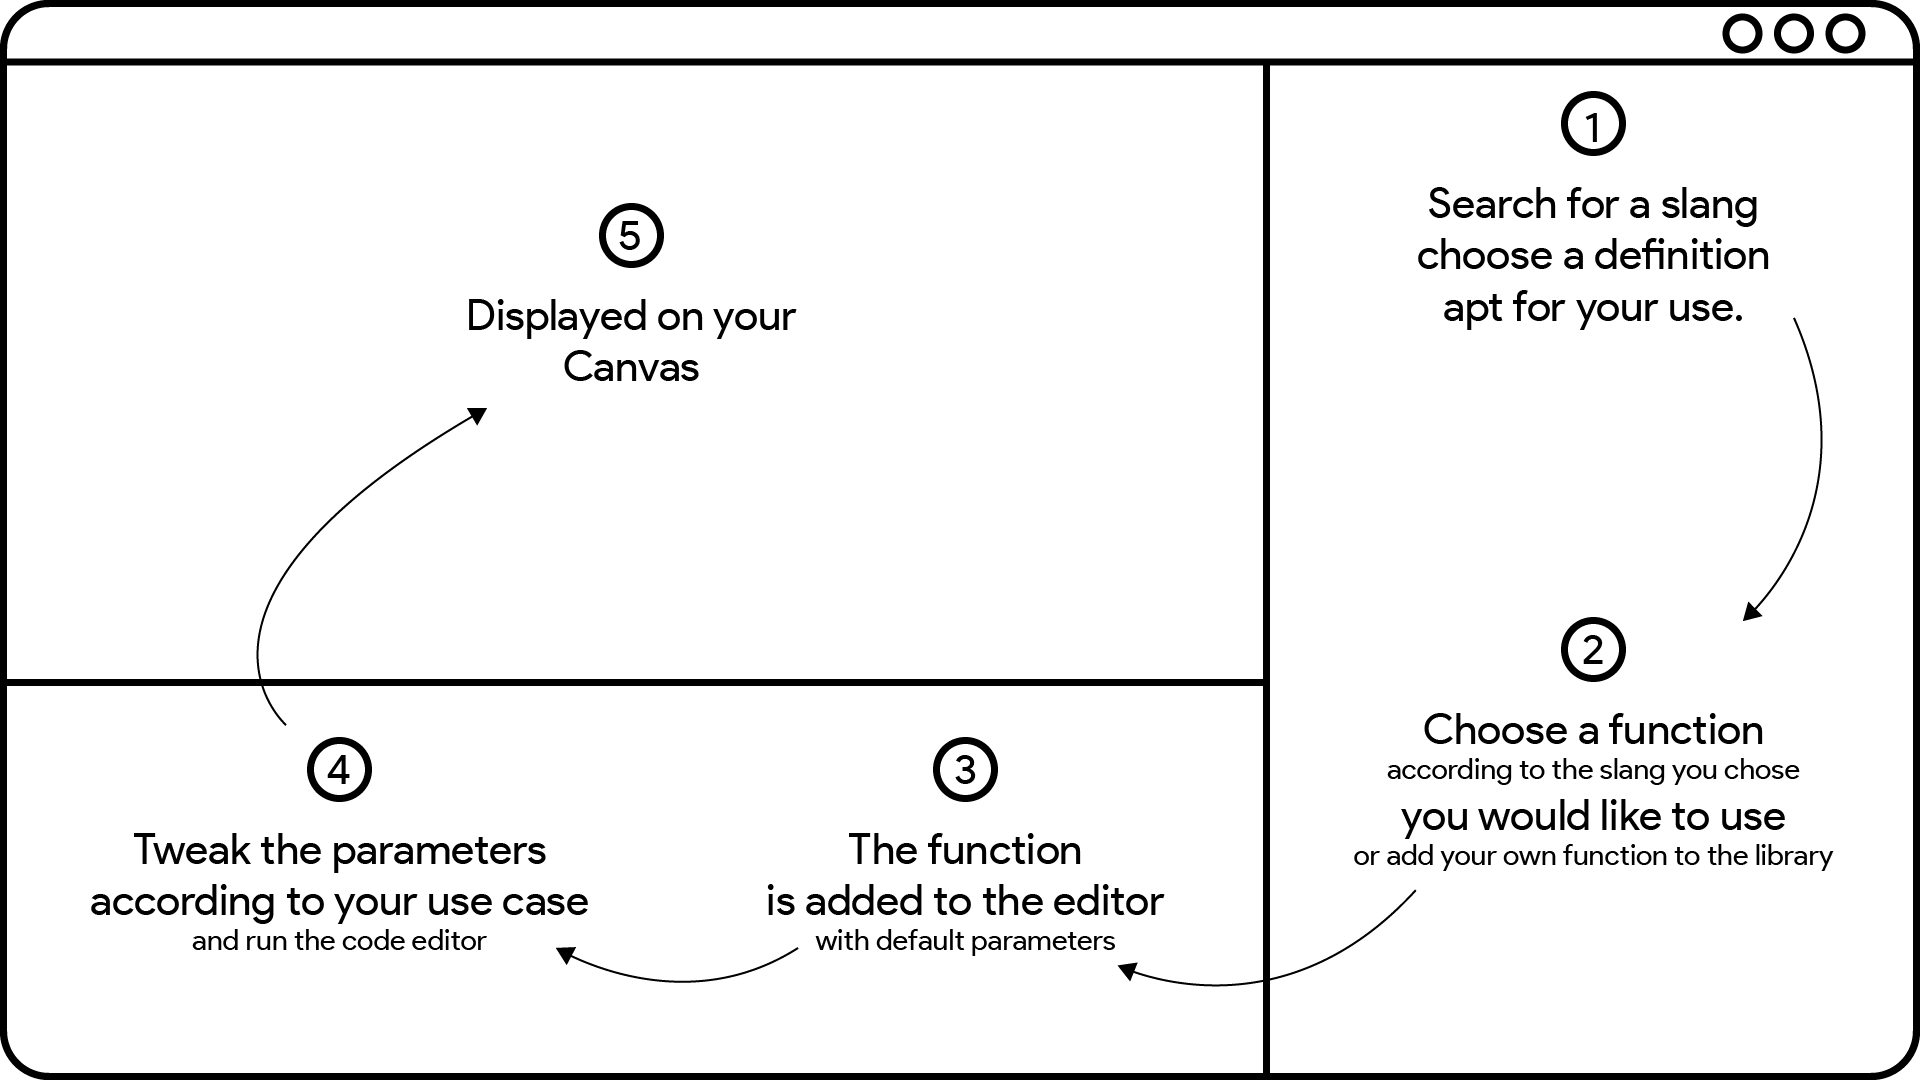 1
Search for a slang
choose a definition
apt for your use.
2
Choose a function
according to the slang you chose
you would like to use
or add your own function to the library
3
The function
is added to the editor
with default parameters
4
Tweak the parameters
according to your use case
and run the code editor
5
Displayed on your
Canvas